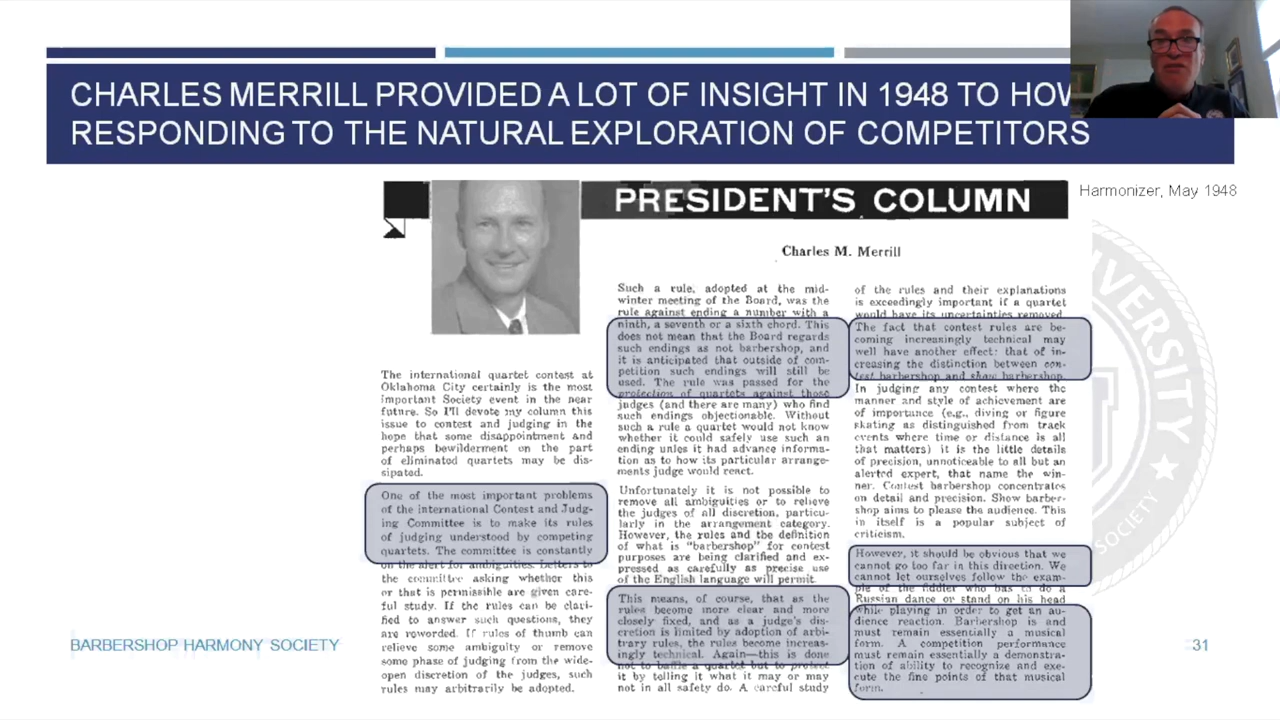 CHARLES MERRILL PROVIDED A LOT OF INSIGHT IN 1948 TO
RESPONDING TO THE NATURAL EXPLORATION OF COMPETITORS
Harmonizer, May 1948
PRESIDENT'S COLUMN
Charles M. Merrill
The international quartet contest at
Oklahoma City certainly is the most
important Society event in the near
future. So I'll devote my column this
issue to contest and judging in the
hope that some disappointment and
perhaps bewilderment on the part
of eliminated quartets may be dis-
sipated.
One of the most important problems
of the international Contest and Judg-
ing Committee is to make its rules
of judging understood by competing
quartets. The committee is constantly
on the alert for ambiguities. Letters to
the committee asking whether this
or that is permissible are given care-
ful study. If the rules can be clari-
fied to answer such questions, they
are reworded. If rules of thumb can
relieve some ambiguity or remove
some phase of judging from the wide-
open discretion of the judges, such
rules may arbitrarily be adopted.
Such a rule, adopted at the mid-
winter meeting of the Board, was the
rule against ending a number with a
ninth, a seventh or a sixth chord. This
does not mean that the Board regards
such endings as not barbershop, and
it is anticipated that outside of com-
petition such endings will still be
used. The rule was passed for the
protection of quartets against those
judges (and there are many) who find
such endings objectionable. Without
such a rule a quartet would not know
whether it could safely use such an
ending unless it had advance informa-
tion as to how its particular arrange-
ments judge would react.
Unfortunately it is not possible to
remove all ambiguities or to relieve
the judges of all discretion, particu-
larly in the arrangement category.
However, the rules and the definition
of what is "barbershop" for contest
purposes are being clarified and ex-
pressed as carefully as precise use
of the English language will permit.
This means, of course, that as the
rules become more clear and more
closely fixed, and as a judge's dis-
cretion is limited by adoption of arbi-
trary rules, the rules become increas-
ingly technical. Again—this is done
not to baffle a quartet but to protect
it by telling it what it may or may
not in all safety do. A careful study
of the rules and their explanations
is exceedingly important if a quartet
would have its uncertainties removed.
The fact that contest rules are be-
coming increasingly technical may
well have another effect: that of in-
creasing the distinction between con-
test barbershop and show barbershop.
In judging any contest where the
manner and style of achievement are
of importance (e.g., diving or figure
skating as distinguished from track
events where time or distance is all
that matters) it is the little details
of precision, unnoticeable to all but an
alerted expert, that name the win-
ner. Contest barbershop concentrates
on detail and precision. Show barber-
shop aims to please the audience. This
in itself is a popular subject of
criticism.
However, it should be obvious that we
cannot go too far in this direction. We
cannot let ourselves follow the exam-
ple of the fiddler who has to do a
Russian dance or stand on his head
while playing in order to get an au-
dience reaction. Barbershop is and
must remain essentially a musical
form. A competition performance
must remain essentially a demonstra-
tion of ability to recognize and exe-
cute the fine points of that musical
form.
SOCIETY
BARBERSHOP HARMONY SOCIETY
31